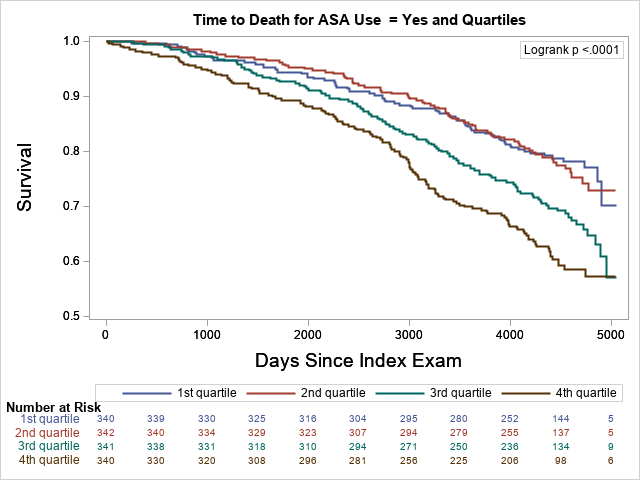 Time to Death for ASA Use = Yes and Quartiles
Logrank p <.0001
1.0
0.9
0.8
0.7
0.6
0.5
Survival
0 1000 2000 3000 4000 5000
Days Since Index Exam
1st quartile 2nd quartile 3rd quartile 4th quartile
Number at Risk
1st quartile 340 339 330 325 316 304 295 280 252 144 5
2nd quartile 342 340 334 329 323 307 294 279 255 137 5
3rd quartile 341 338 331 318 310 294 271 250 236 134 9
4th quartile 340 330 320 308 296 281 256 225 206 98 6